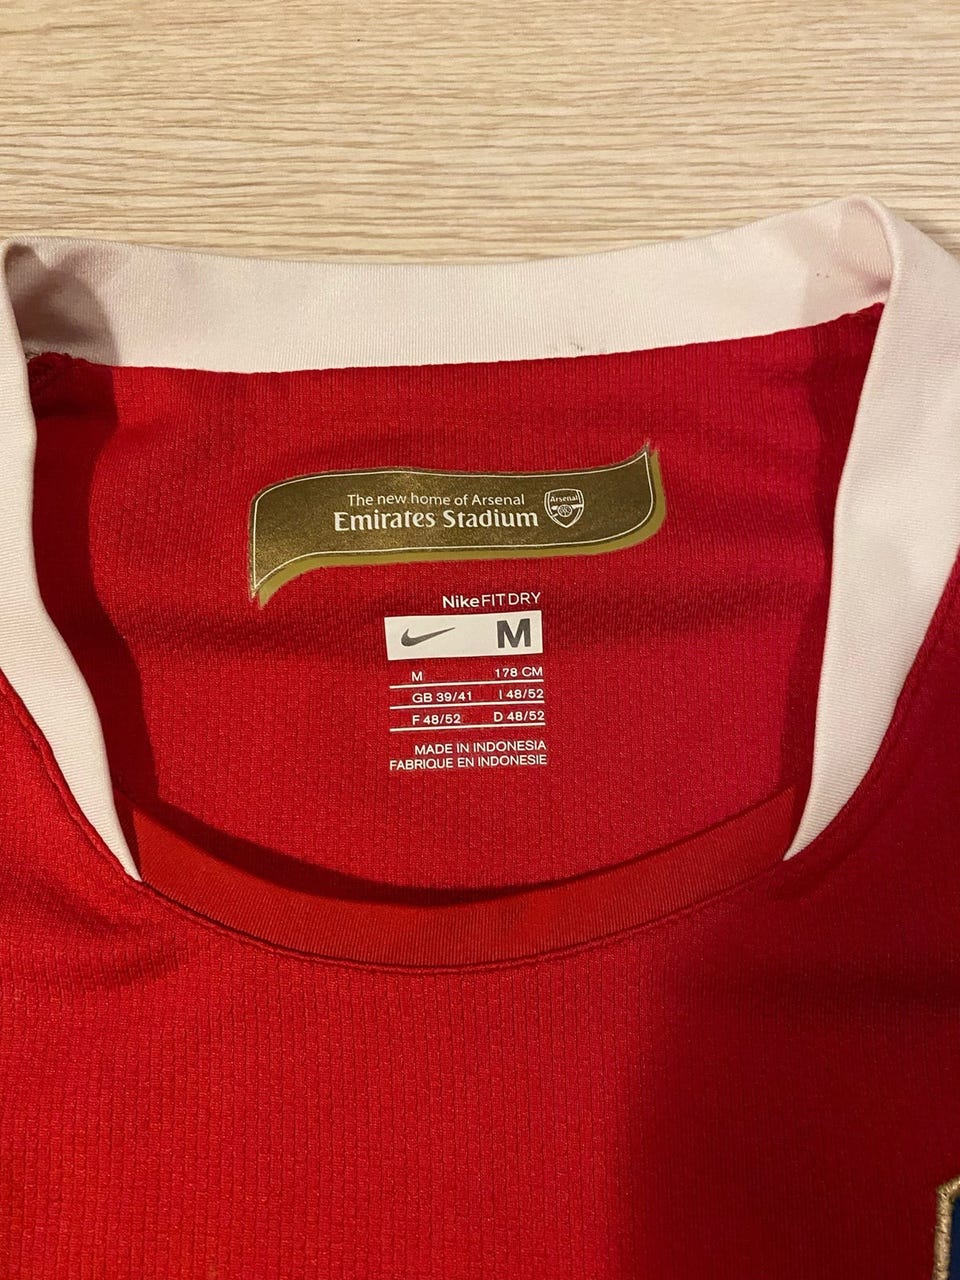 The new home of Arsenal
Emirates Stadium
Arsenal
NikeFITDRY
M
M 178 CM
GB 39/41 I 48/52
F 48/52 D 48/52
MADE IN INDONESIA
FABRIQUE EN INDONESIE